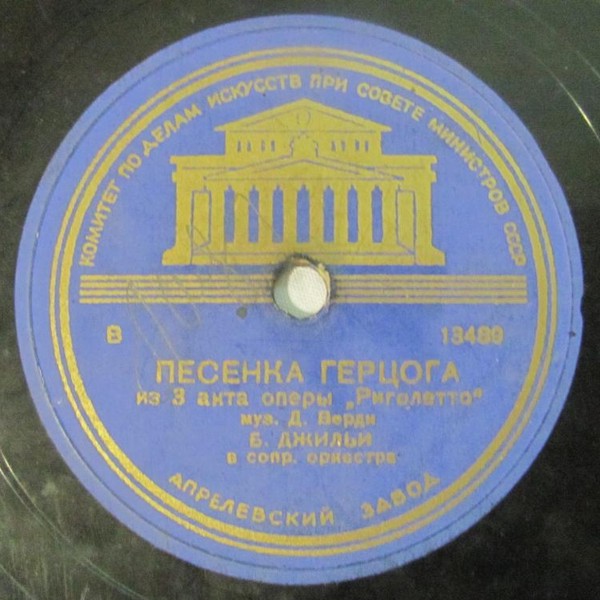 КОМИТЕТ ПО ДЕЛАМ ИСКУССТВ ПРИ СОВЕТЕ МИНИСТРОВ СССР
В 13489
ПЕСЕНКА ГЕРЦОГА
из 3 акта оперы „Риголетто"
муз. Д. Верди
Б. ДЖИЛЬИ
в сопр. оркестра
АПРЕЛЕВСКИЙ ЗАВОД